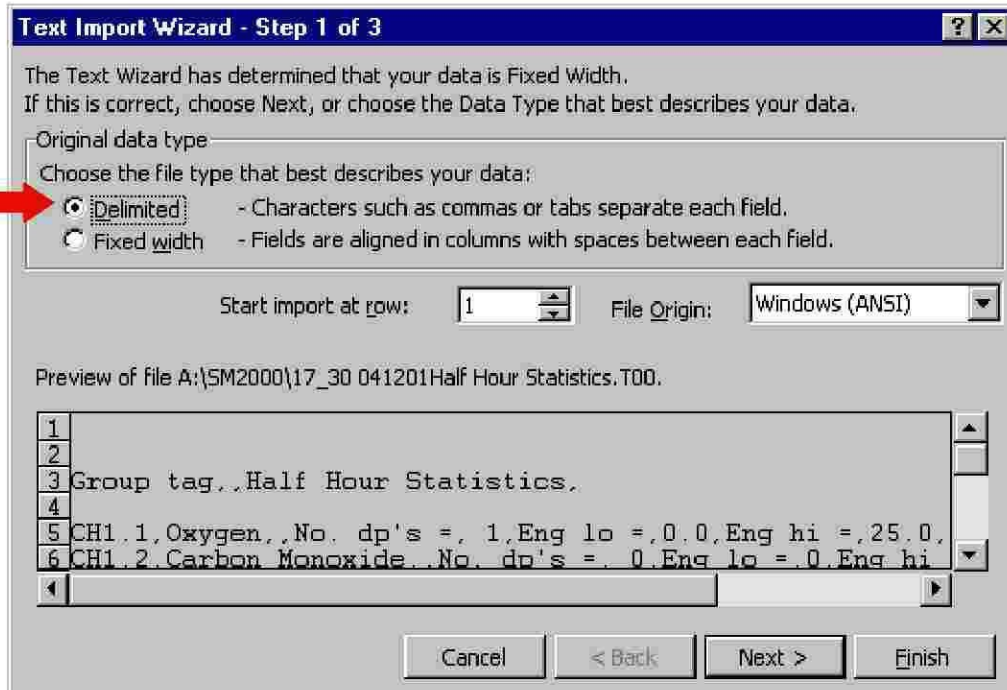 Text Import Wizard - Step 1 of 3
The Text Wizard has determined that your data is Fixed Width.
If this is correct, choose Next, or choose the Data Type that best describes your data.
Original data type
Choose the file type that best describes your data:
Delimited - Characters such as commas or tabs separate each field.
Fixed width - Fields are aligned in columns with spaces between each field.
Start import at row: 1 File Origin: Windows (ANSI)
Preview of file A:\SM2000\17_30 041201Half Hour Statistics.T00.
1
2
3 Group tag,,Half Hour Statistics,
4
5 CH1.1,Oxygen,,No. dp's =, 1,Eng lo =,0.0,Eng hi =,25.0,
6 CH1.2,Carbon Monoxide,,No. dp's =, 0,Eng lo =,0,Eng hi
Cancel < Back Next > Finish